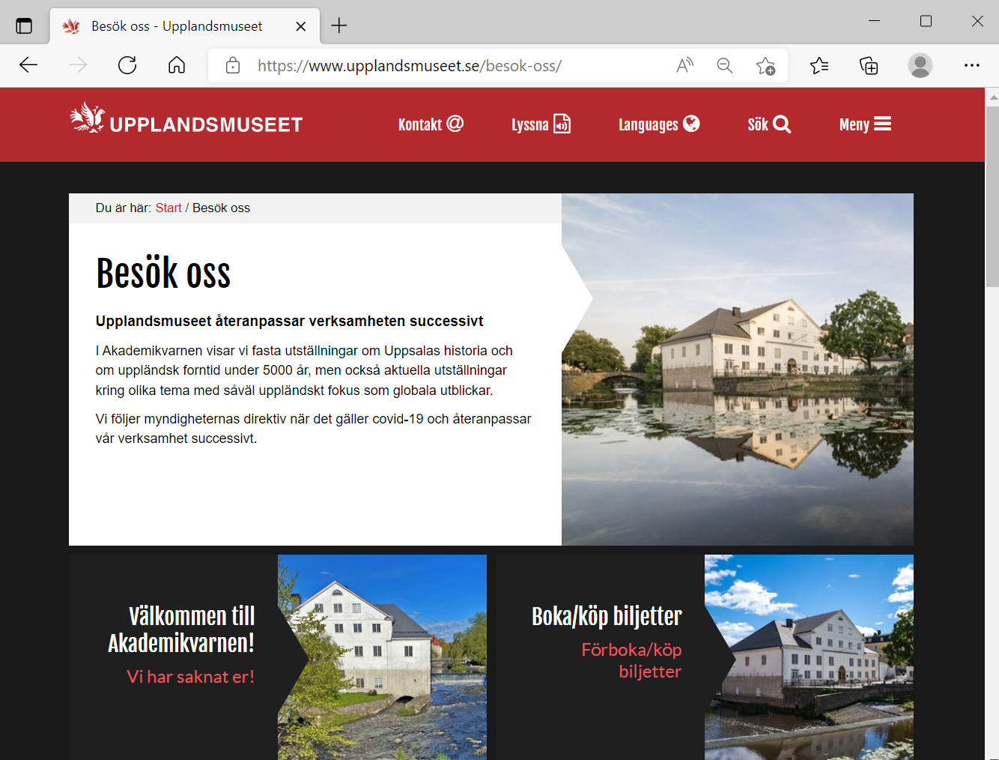 Besök oss - Upplandsmuseet
https://www.upplandsmuseet.se/besok-oss/
UPPLANDSMUSEET
Kontakt
Lyssna
Languages
Sök
Meny
Du är här: Start / Besök oss
Besök oss
Upplandsmuseet återanpassar verksamheten successivt
I Akademikvarnen visar vi fasta utställningar om Uppsalas historia och
om uppländsk forntid under 5000 år, men också aktuella utställningar
kring olika tema med såväl uppländskt fokus som globala utblickar.
Vi följer myndigheternas direktiv när det gäller covid-19 och återanpassar
vår verksamhet successivt.
Välkommen till
Akademikvarnen!
Vi har saknat er!
Boka/köp biljetter
Förboka/köp
biljetter